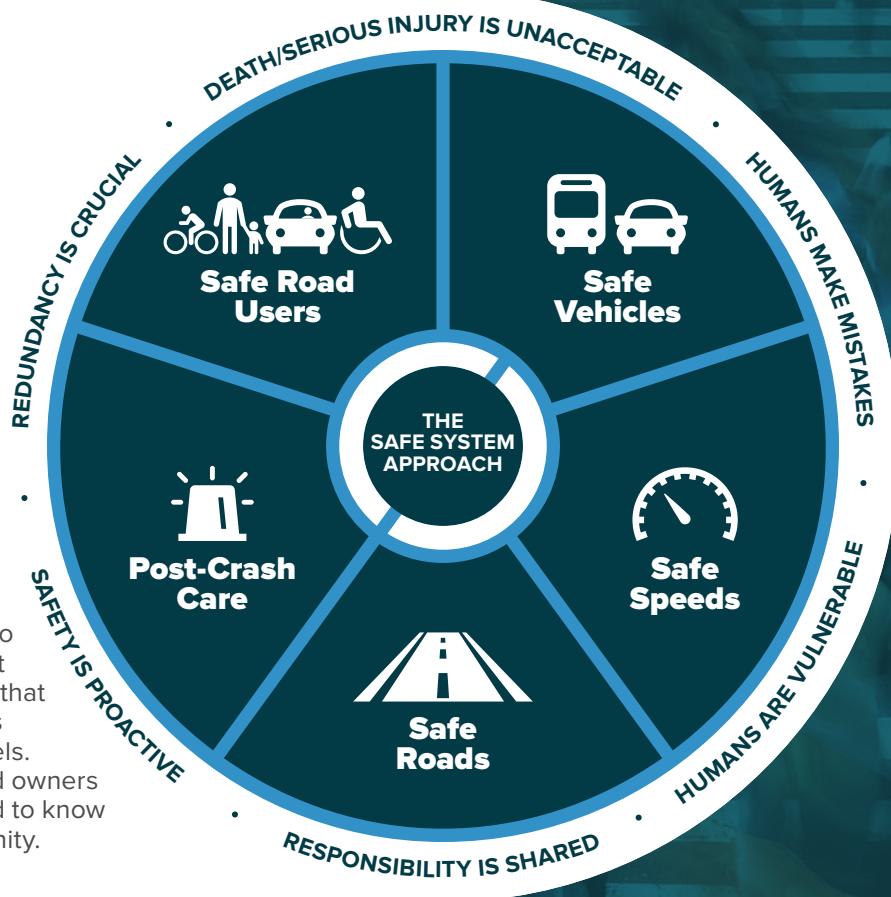 DEATH/SERIOUS INJURY IS UNACCEPTABLE
HUMANS MAKE MISTAKES
HUMANS ARE VULNERABLE
RESPONSIBILITY IS SHARED
SAFETY IS PROACTIVE
REDUNDANCY IS CRUCIAL
Safe Road
Users
Safe
Vehicles
THE
SAFE SYSTEM
APPROACH
Post-Crash
Care
Safe
Speeds
Safe
Roads
that
owners
to know